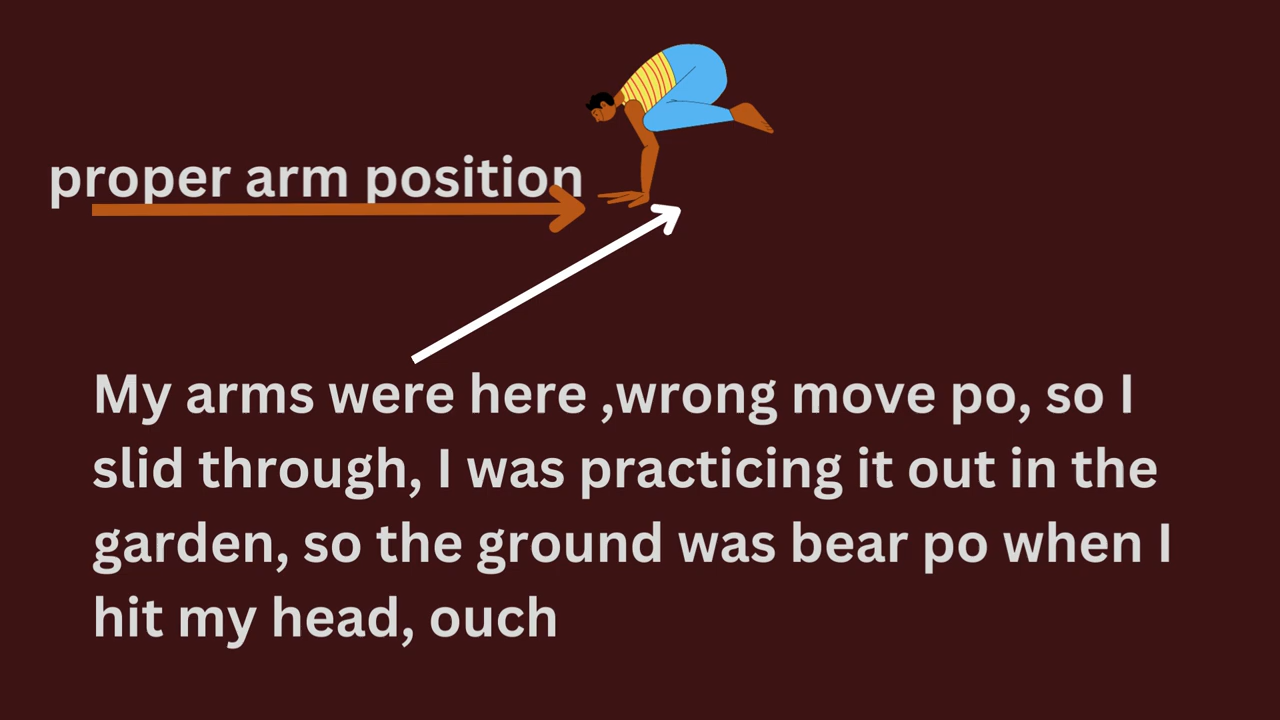 proper arm position
My arms were here ,wrong move po, so I
slid through, I was practicing it out in the
garden, so the ground was bear po when I
hit my head, ouch